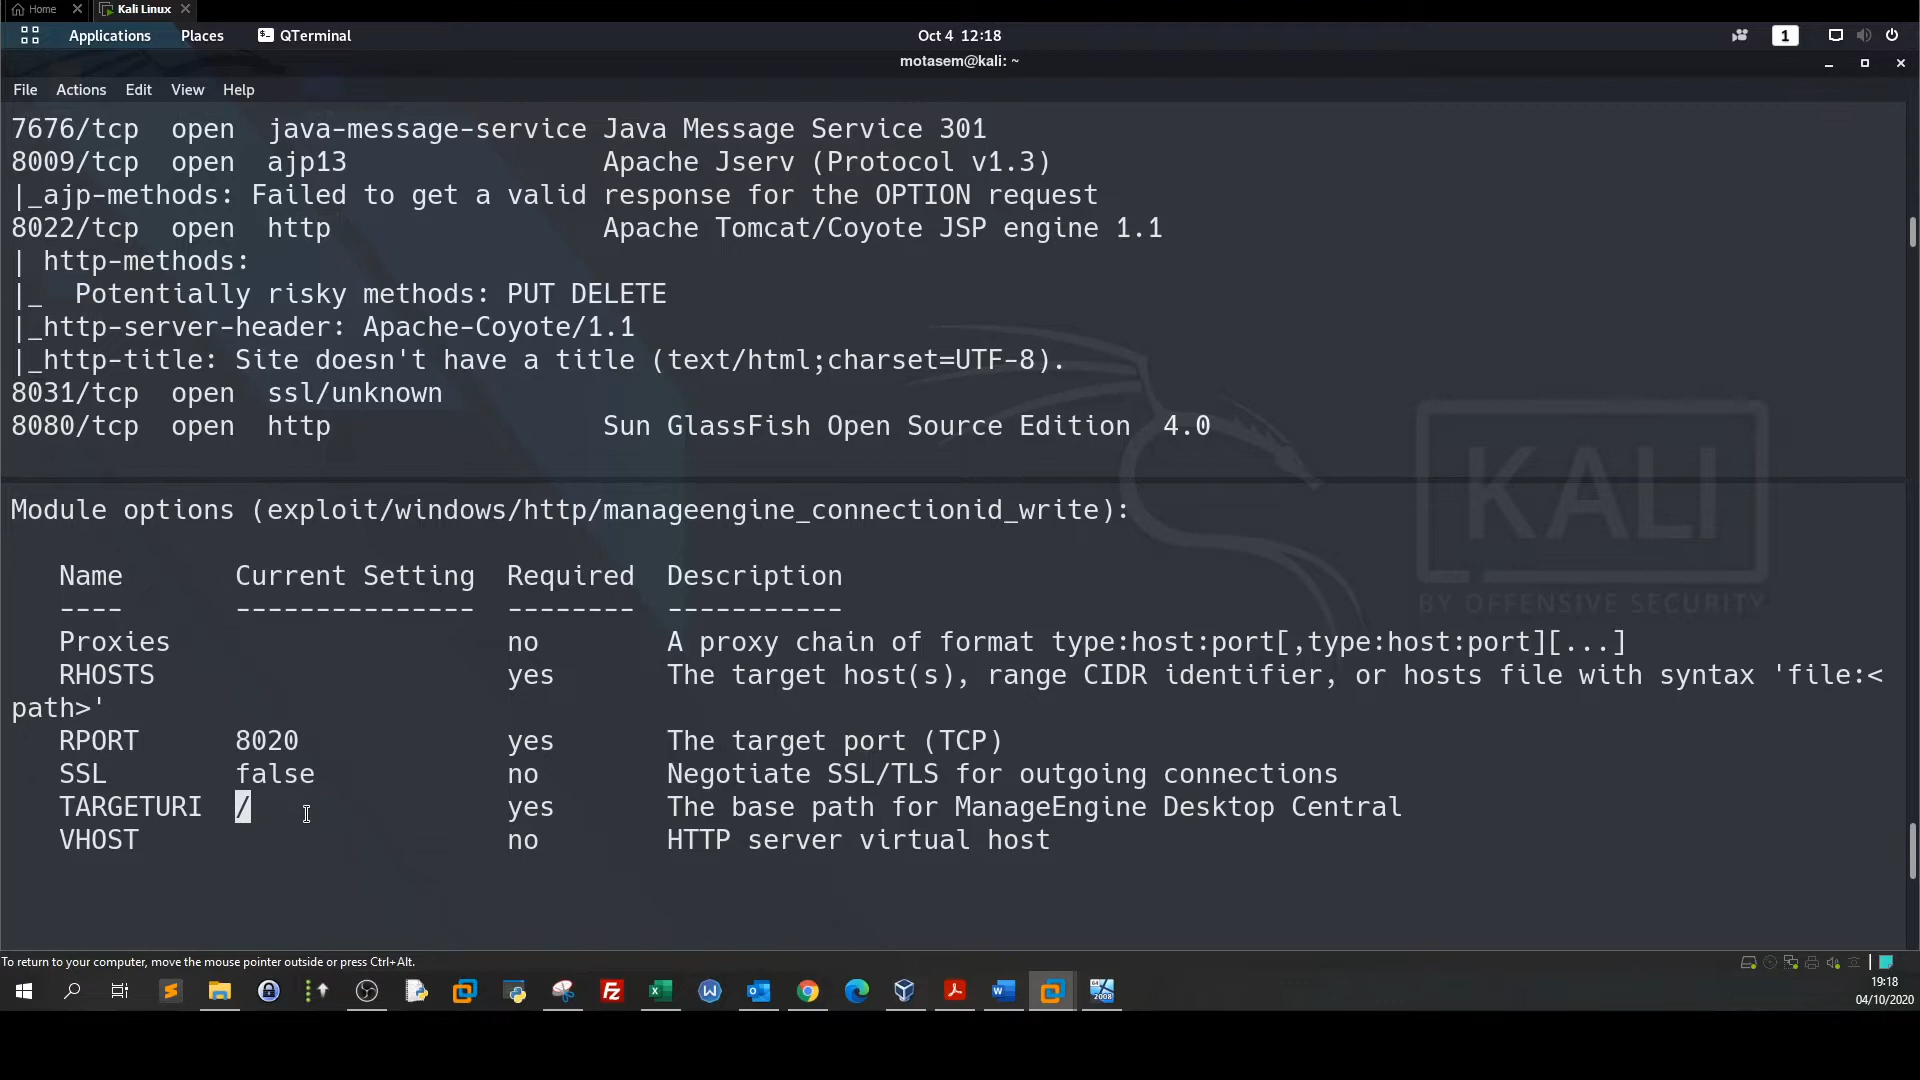 Home
Kali Linux
Applications Places QTerminal Oct 4 12:18 1
motasem@kali: ~
File Actions Edit View Help
7676/tcp open java-message-service Java Message Service 301
8009/tcp open ajp13 Apache Jserv (Protocol v1.3)
|_ajp-methods: Failed to get a valid response for the OPTION request
8022/tcp open http Apache Tomcat/Coyote JSP engine 1.1
| http-methods:
|_ Potentially risky methods: PUT DELETE
|_http-server-header: Apache-Coyote/1.1
|_http-title: Site doesn't have a title (text/html;charset=UTF-8).
8031/tcp open ssl/unknown
8080/tcp open http Sun GlassFish Open Source Edition 4.0
KALI
BY OFFENSIVE SECURITY
Module options (exploit/windows/http/manageengine_connectionid_write):
Name Current Setting Required Description
---- --------------- -------- -----------
Proxies no A proxy chain of format type:host:port[,type:host:port][...]
RHOSTS yes The target host(s), range CIDR identifier, or hosts file with syntax 'file:<
path>'
RPORT 8020 yes The target port (TCP)
SSL false no Negotiate SSL/TLS for outgoing connections
TARGETURI / yes The base path for ManageEngine Desktop Central
VHOST no HTTP server virtual host
To return to your computer, move the mouse pointer outside or press Ctrl+Alt.
2008
19:18
04/10/2020